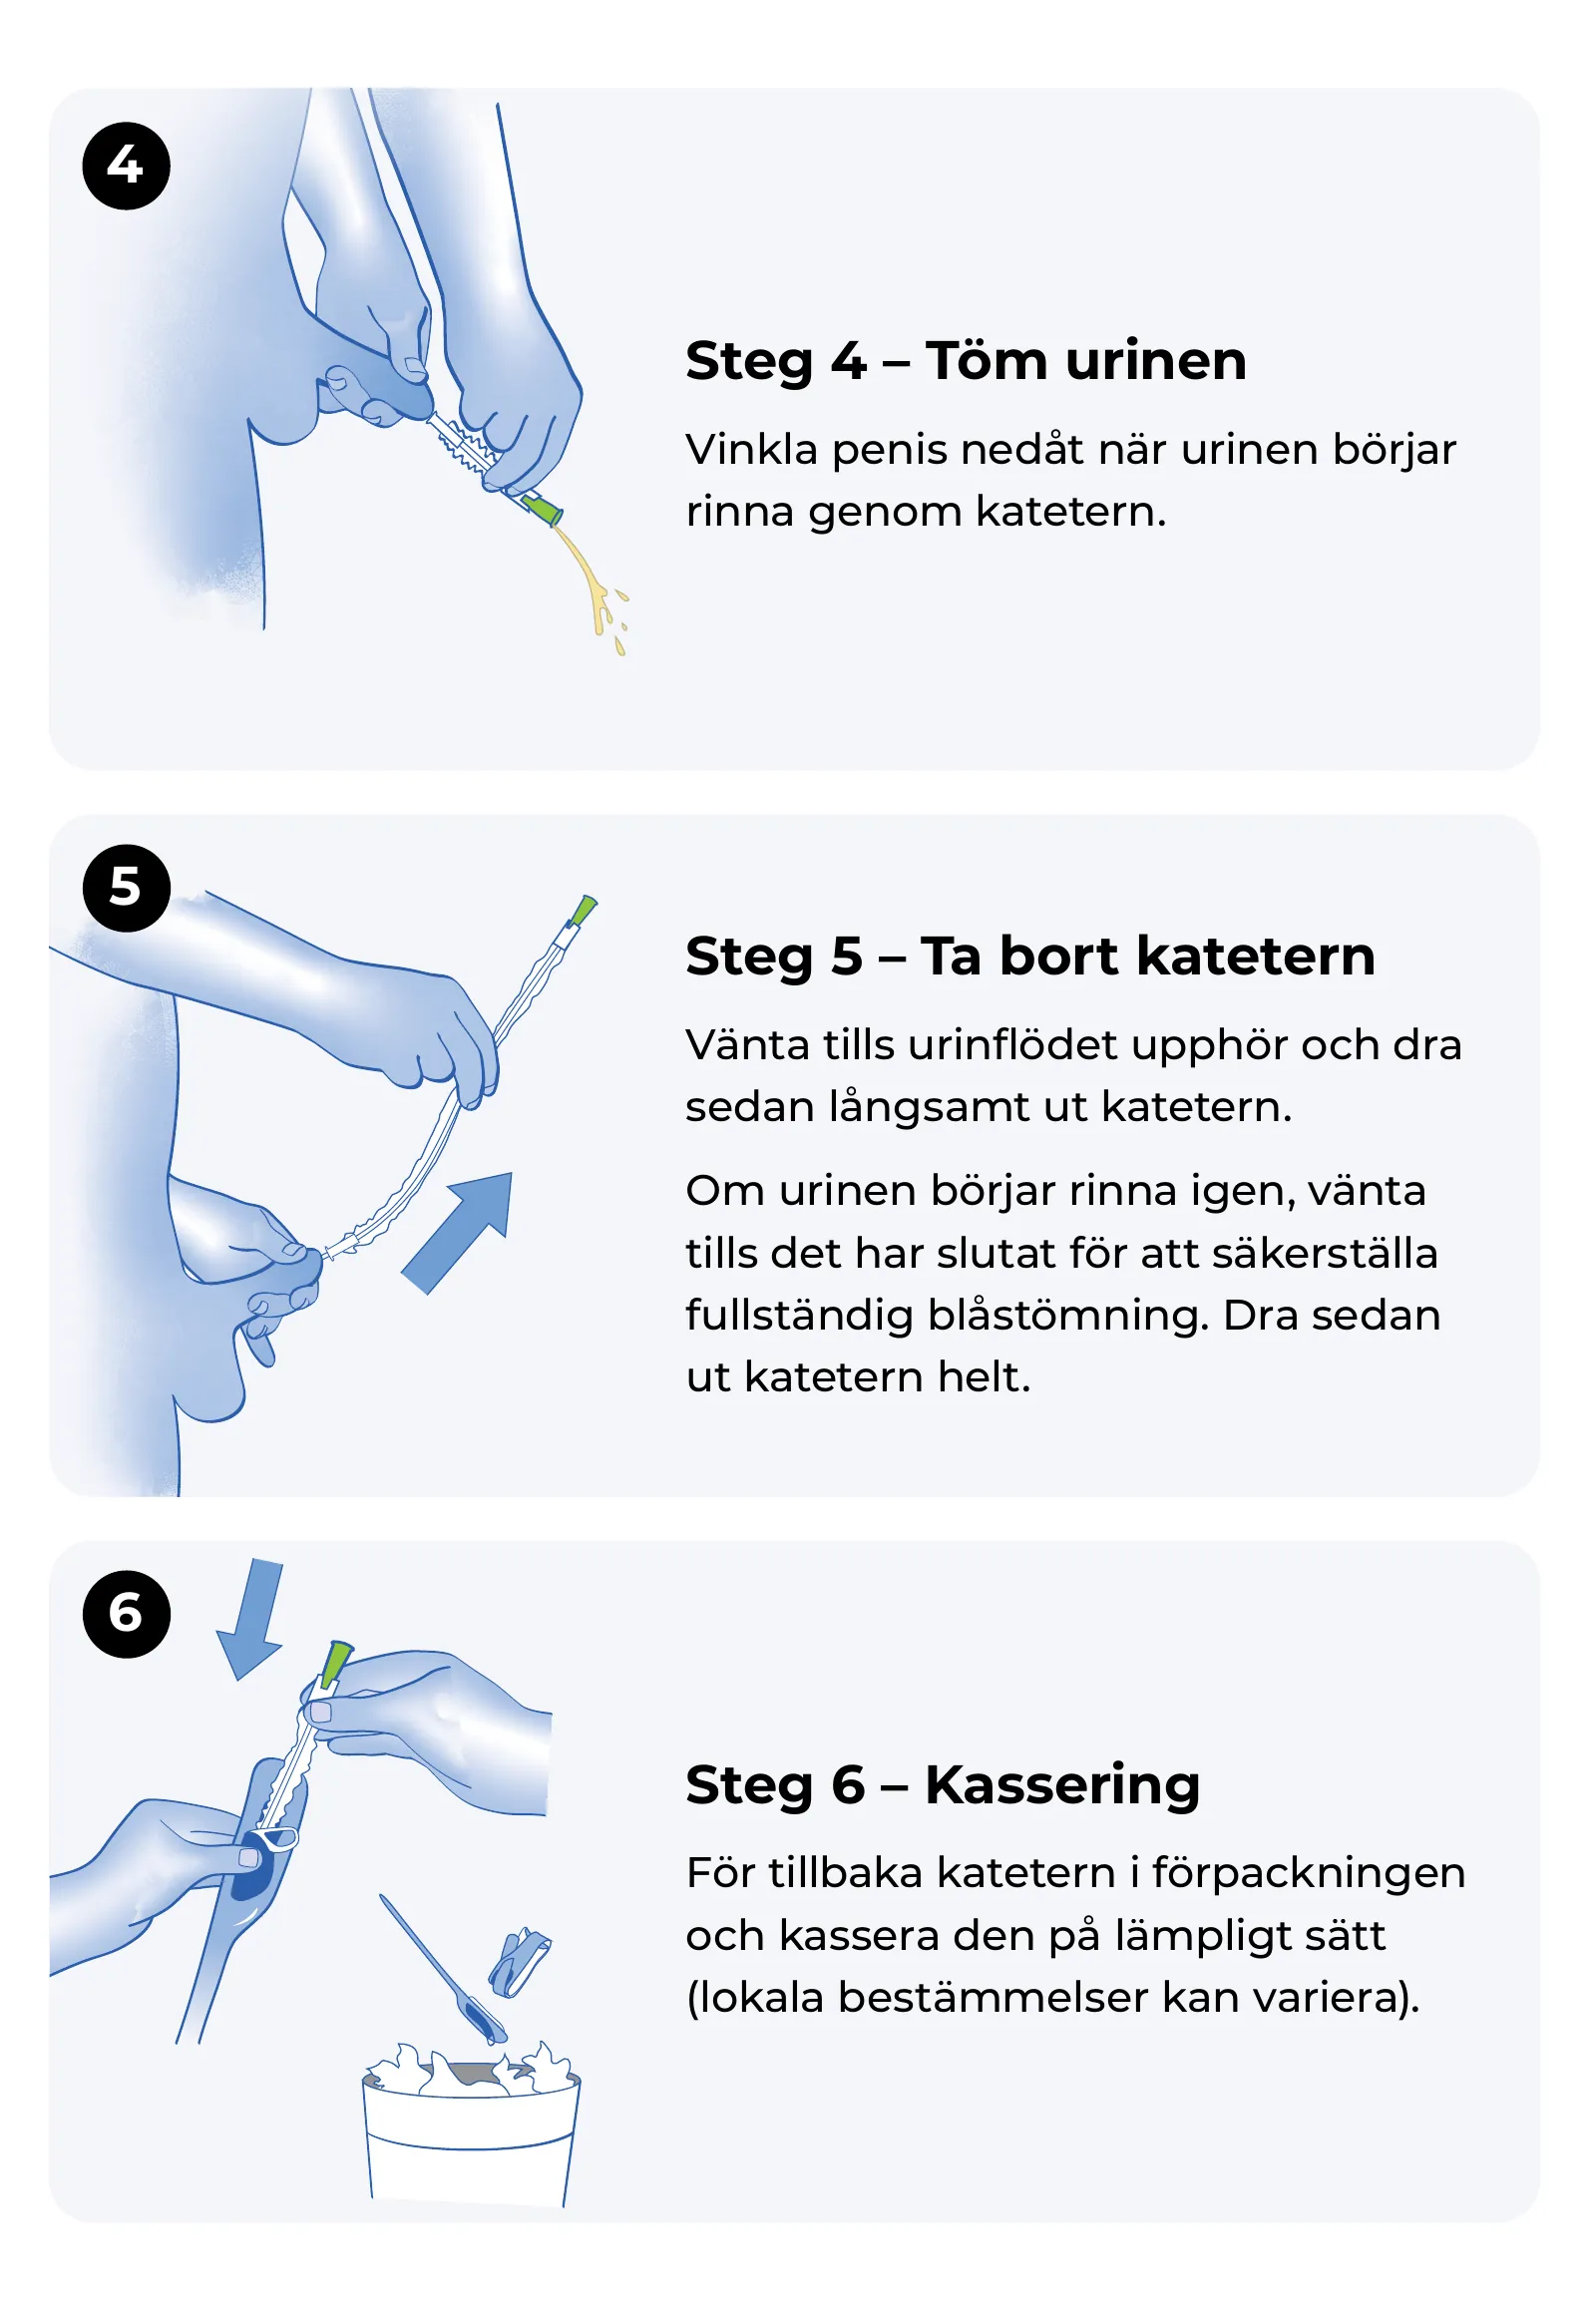 4
Steg 4 – Töm urinen
Vinkla penis nedåt när urinen börjar
rinna genom katetern.
5
Steg 5 – Ta bort katetern
Vänta tills urinflödet upphör och dra
sedan långsamt ut katetern.
Om urinen börjar rinna igen, vänta
tills det har slutat för att säkerställa
fullständig blåstömning. Dra sedan
ut katetern helt.
6
Steg 6 – Kassering
För tillbaka katetern i förpackningen
och kassera den på lämpligt sätt
(lokala bestämmelser kan variera).